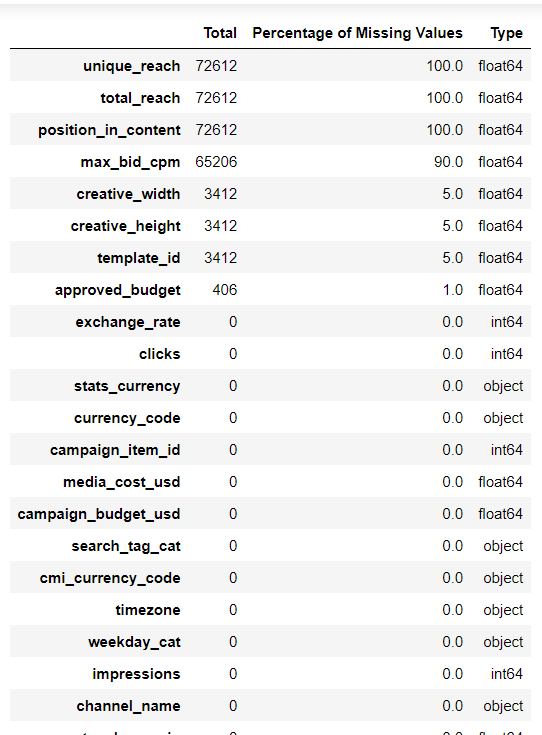 Total Percentage of Missing Values Type
unique_reach 72612 100.0 float64
total_reach 72612 100.0 float64
position_in_content 72612 100.0 float64
max_bid_cpm 65206 90.0 float64
creative_width 3412 5.0 float64
creative_height 3412 5.0 float64
template_id 3412 5.0 float64
approved_budget 406 1.0 float64
exchange_rate 0 0.0 int64
clicks 0 0.0 int64
stats_currency 0 0.0 object
currency_code 0 0.0 object
campaign_item_id 0 0.0 int64
media_cost_usd 0 0.0 float64
campaign_budget_usd 0 0.0 float64
search_tag_cat 0 0.0 object
cmi_currency_code 0 0.0 object
timezone 0 0.0 object
weekday_cat 0 0.0 object
impressions 0 0.0 int64
channel_name 0 0.0 object